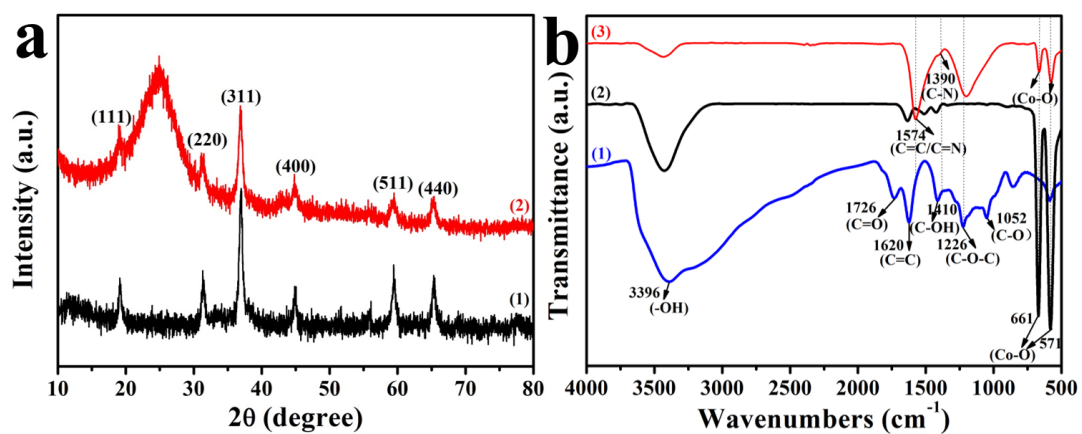 a
Intensity (a.u.)
(111)
(220)
(311)
(400)
(511)
(440)
(2)
(1)
10 20 30 40 50 60 70 80
2θ (degree)
b
Transmittance (a.u.)
(3)
(2)
(1)
1390
(C-N)
(Co-O)
1574
(C=C/C=N)
1726
(C=O)
1620
(C=C)
1410
(C-OH)
1226
(C-O-C)
1052
(C-O)
3396
(-OH)
661
571
(Co-O)
4000 3500 3000 2500 2000 1500 1000 500
Wavenumbers (cm⁻¹)